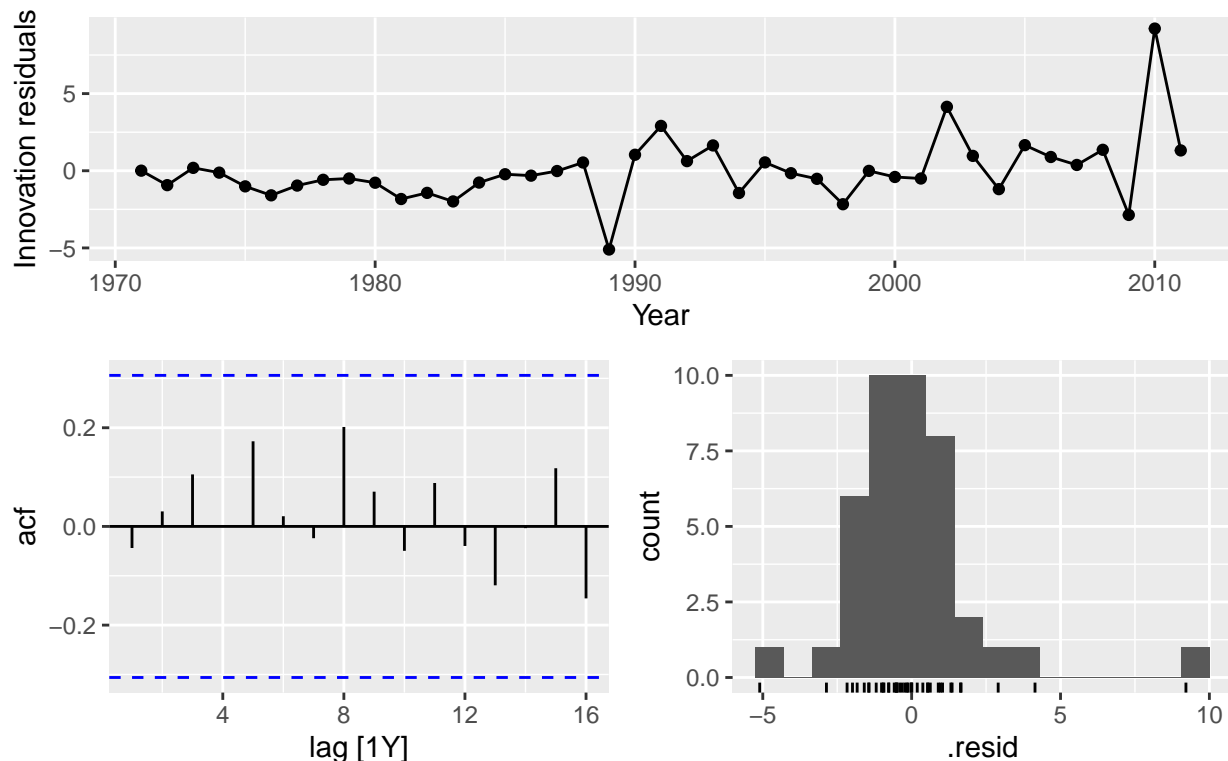 Innovation residuals
5
0
−5
1970 1980 1990 2000 2010
Year
acf
0.2
0.0
−0.2
4 8 12 16
lag [1Y]
count
10.0
7.5
5.0
2.5
0.0
−5 0 5 10
.resid